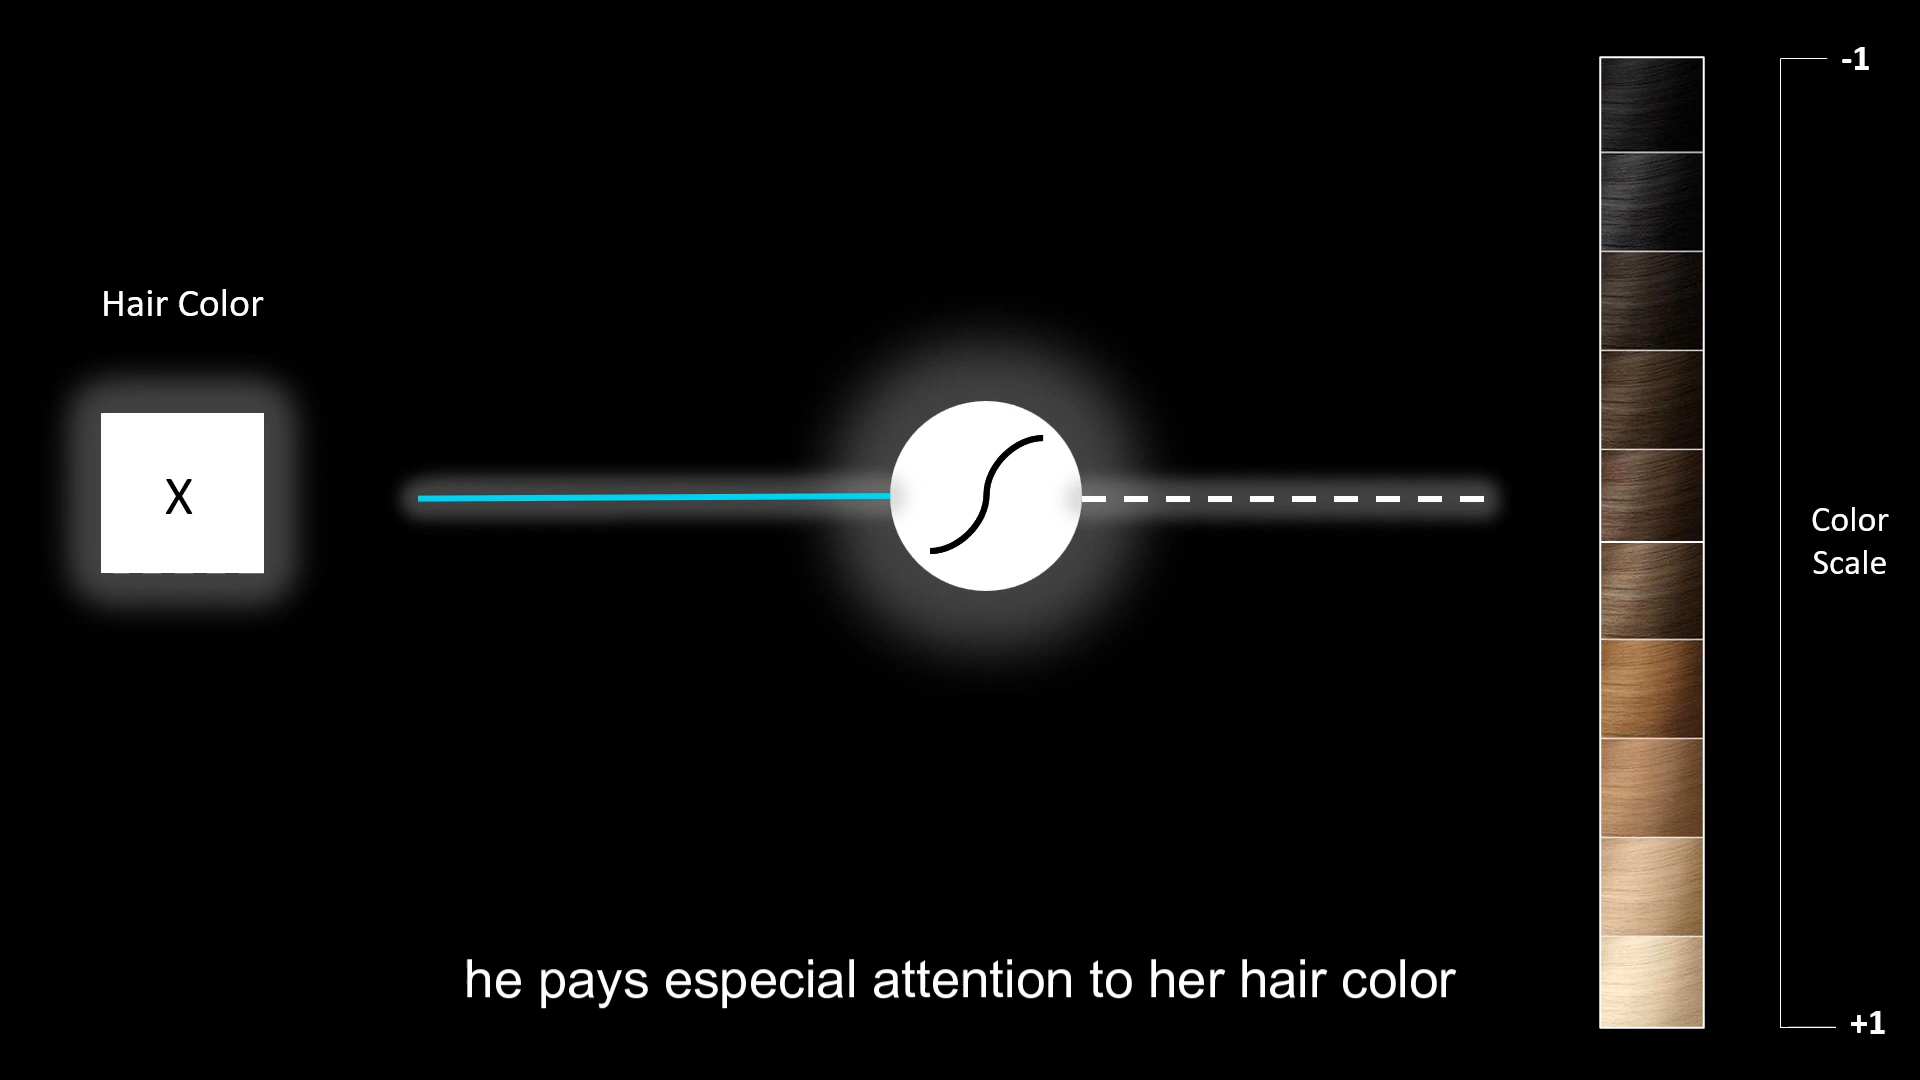 -1
Hair Color
X
Color
Scale
he pays especial attention to her hair color
+1